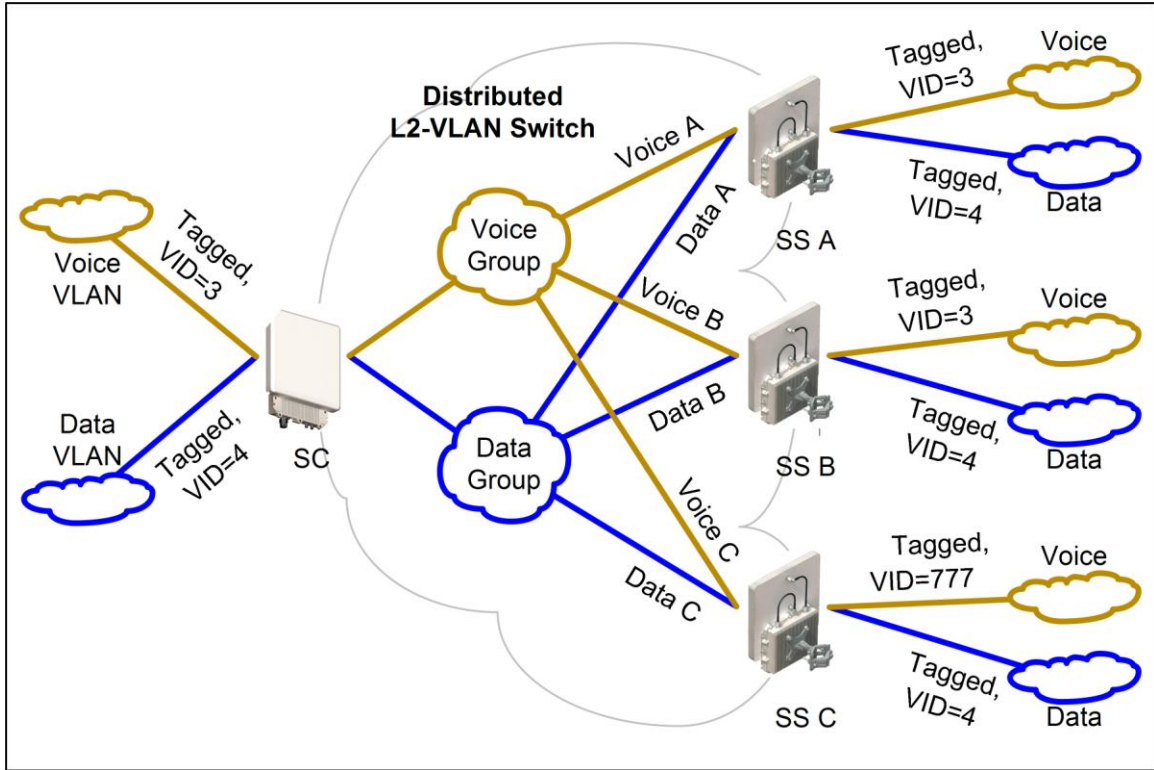 Distributed
L2-VLAN Switch
Tagged,
VID=3
Voice
VLAN
Data
VLAN
Tagged,
VID=4
SC
Voice
Group
Data
Group
Voice A
Data A
Voice B
Data B
Voice C
Data C
SS A
Tagged,
VID=3
Voice
Tagged,
VID=4
Data
SS B
Tagged,
VID=3
Voice
Tagged,
VID=4
Data
SS C
Tagged,
VID=777
Voice
Tagged,
VID=4
Data